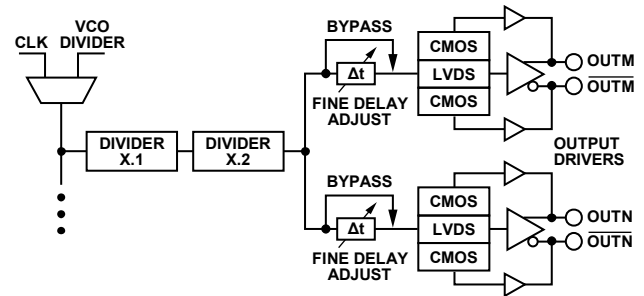 CLK
VCO
DIVIDER
DIVIDER
X.1
DIVIDER
X.2
BYPASS
Δt
FINE DELAY
ADJUST
CMOS
LVDS
CMOS
OUTM
OUTM
OUTPUT
DRIVERS
BYPASS
Δt
FINE DELAY
ADJUST
CMOS
LVDS
CMOS
OUTN
OUTN